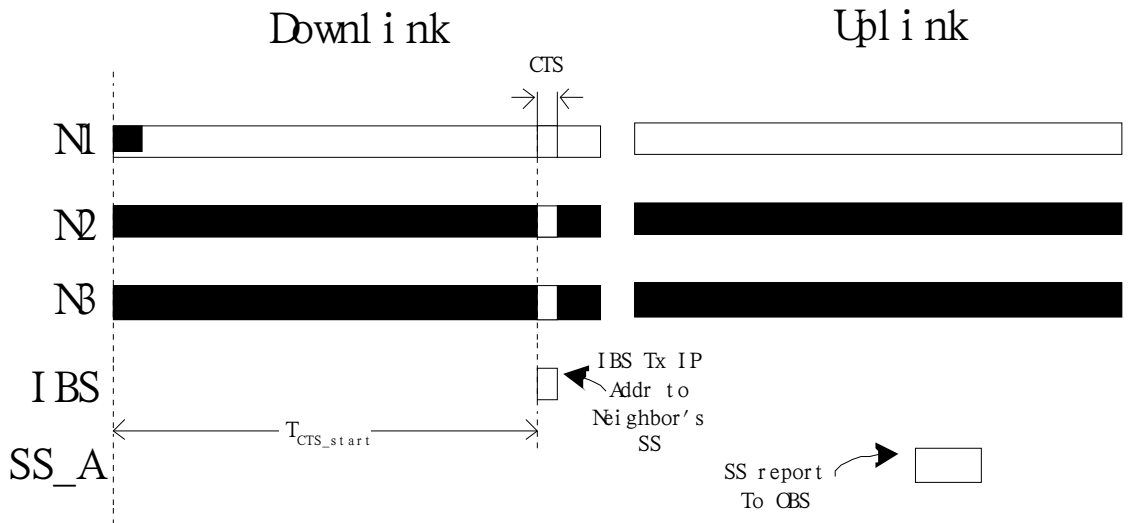 Downlink
Uplink
CTS
N1
N2
N3
IBS
IBS Tx IP
Addr to
Neighbor's
SS
T_CTS_start
SS_A
SS report
To OBS